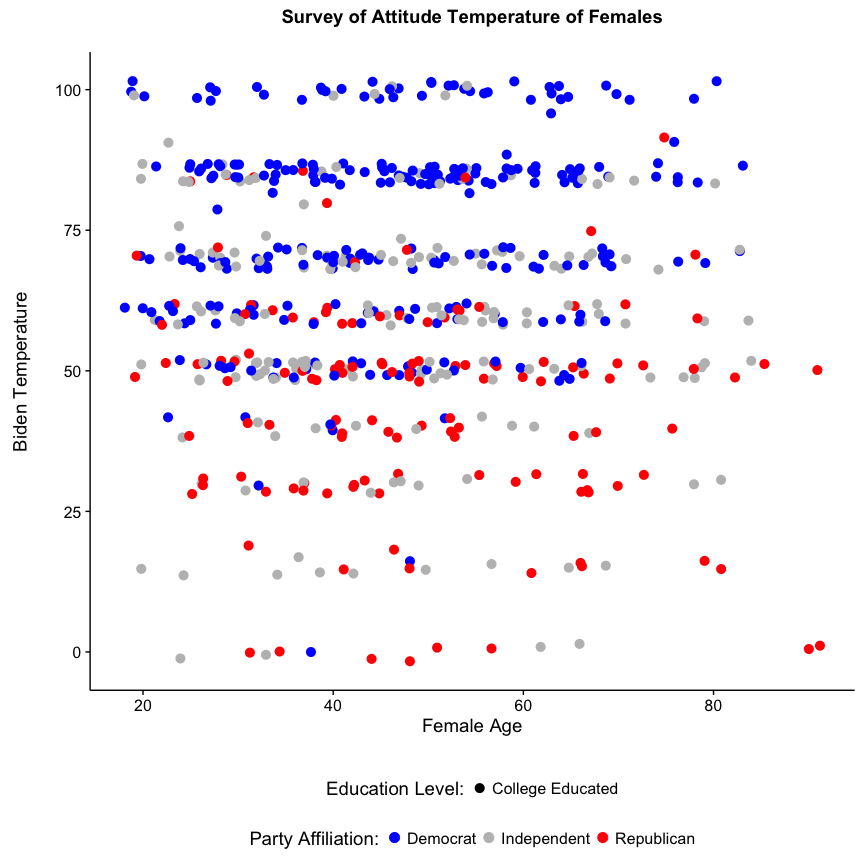 Survey of Attitude Temperature of Females
100
75
50
25
0
Biden Temperature
20 40 60 80
Female Age
Education Level: College Educated
Party Affiliation: Democrat Independent Republican